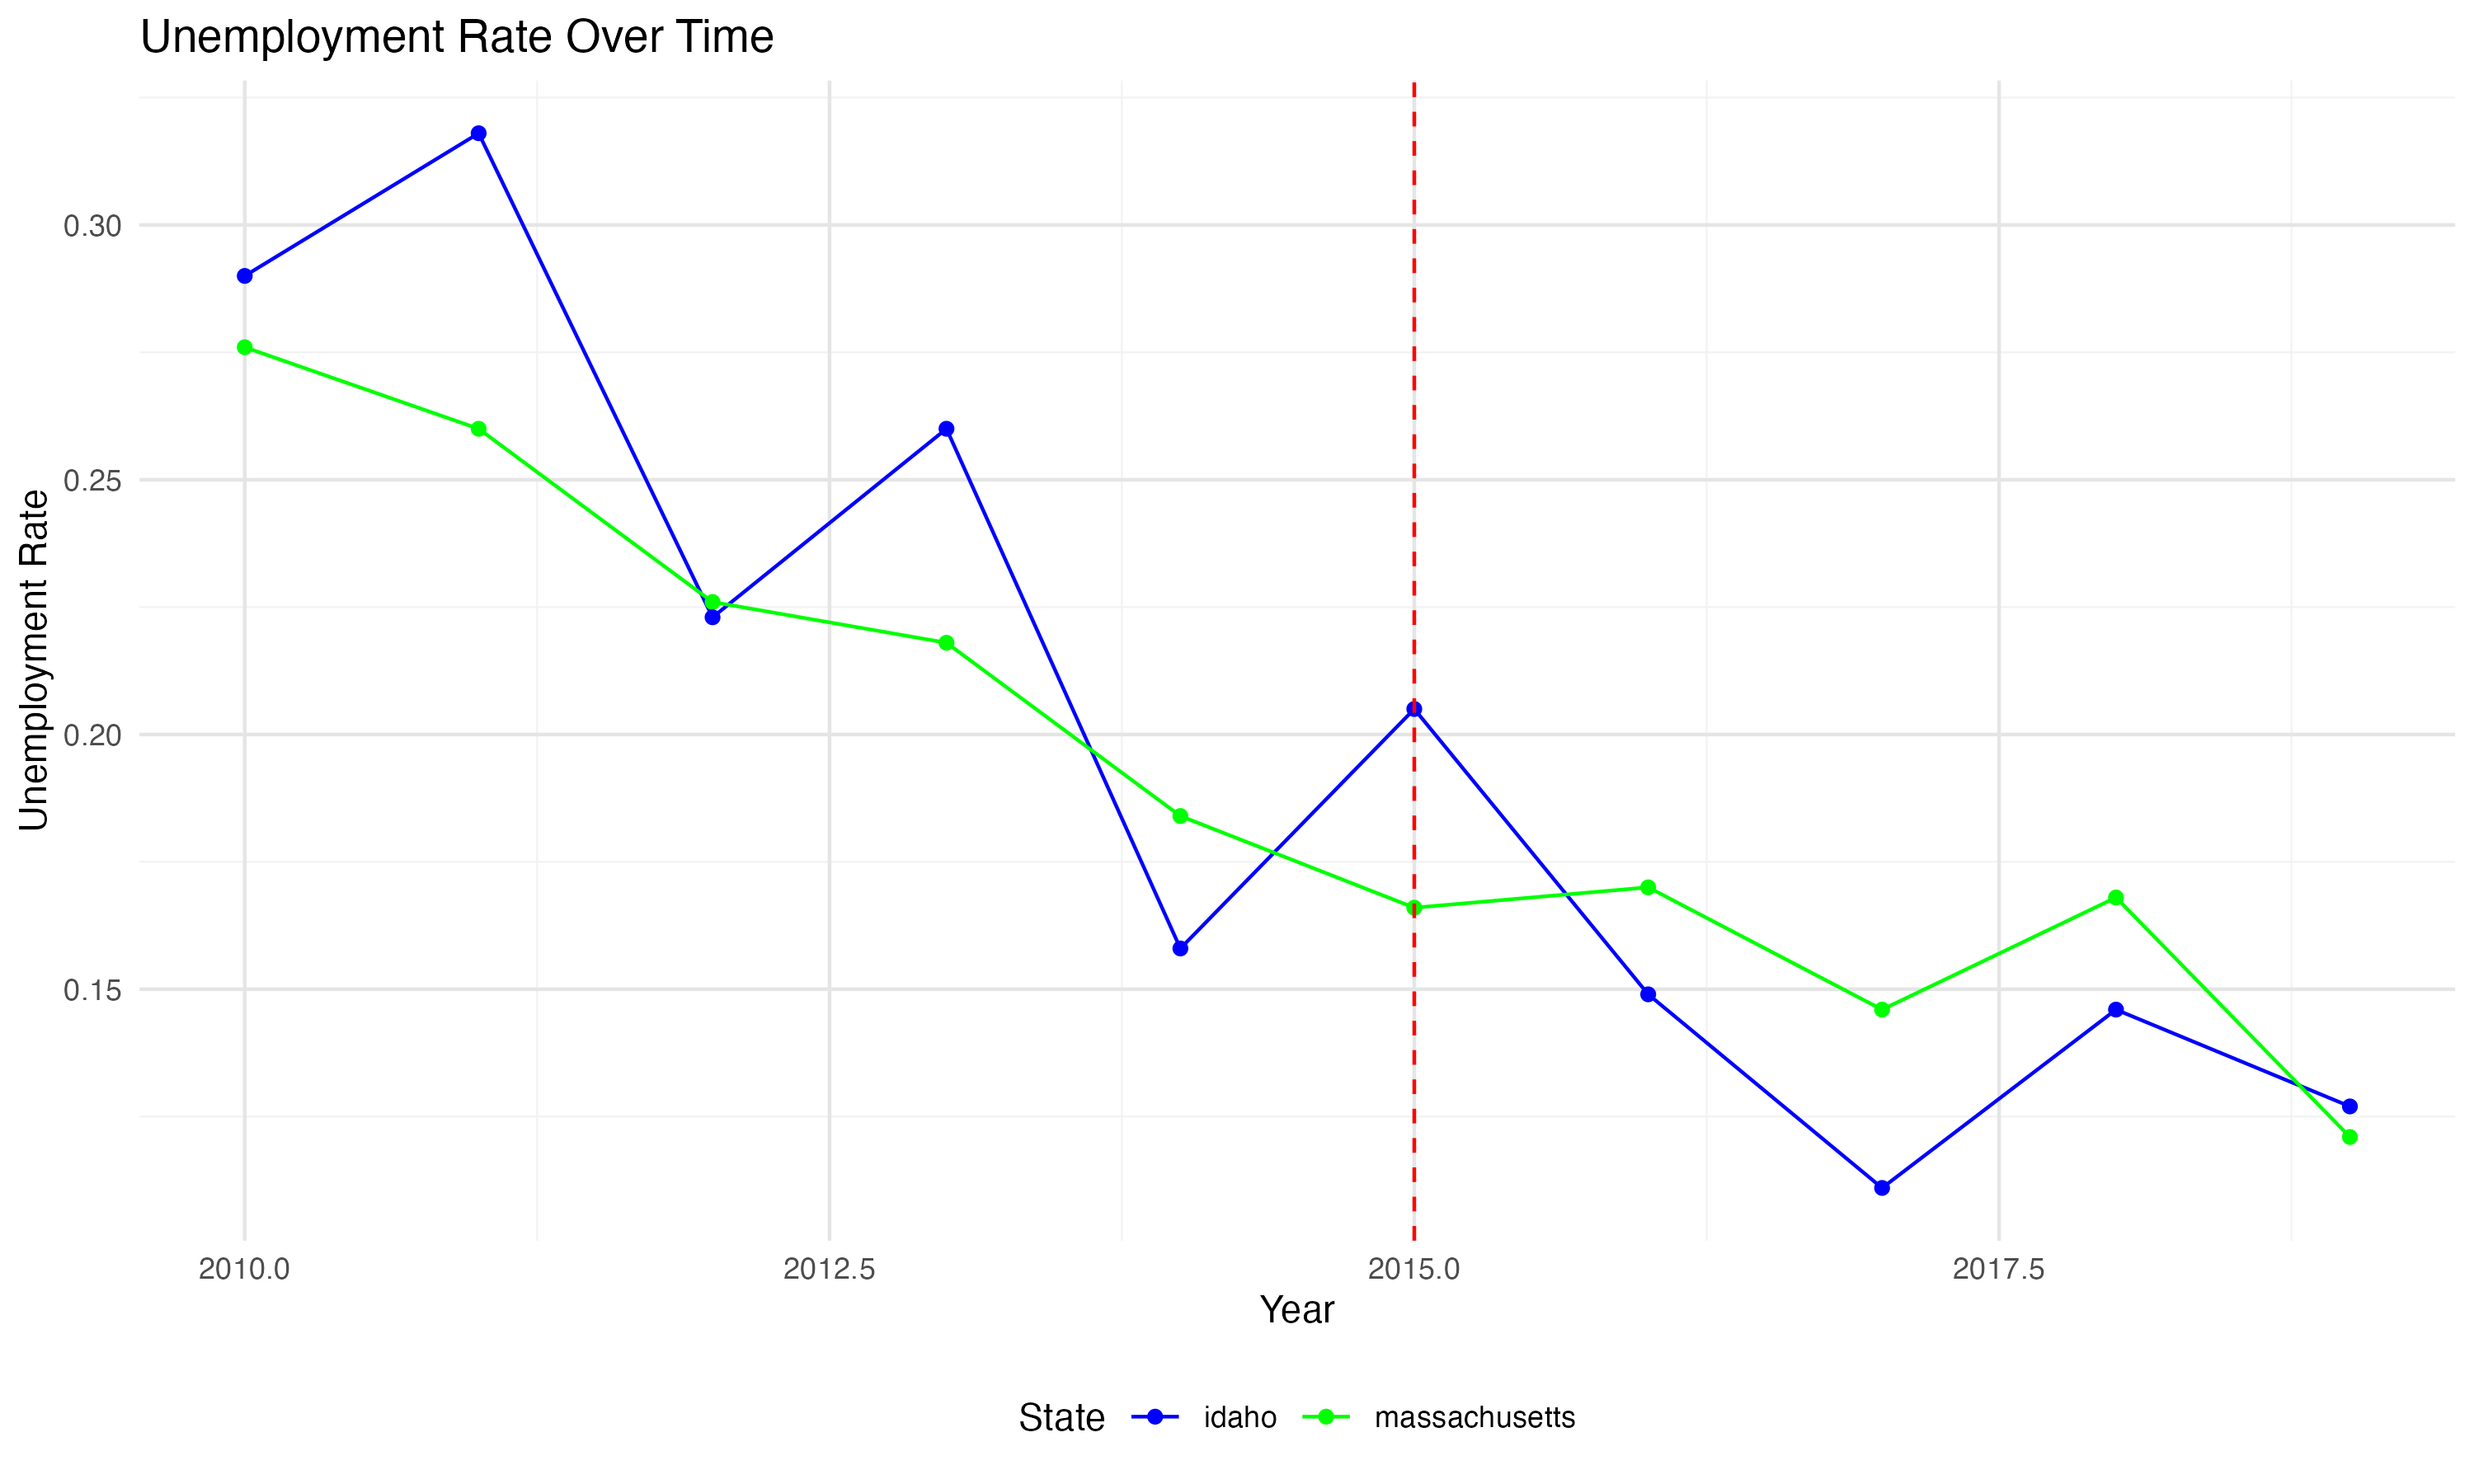 Unemployment Rate Over Time
Unemployment Rate
0.30
0.25
0.20
0.15
2010.0
2012.5
2015.0
2017.5
Year
State
idaho
massachusetts